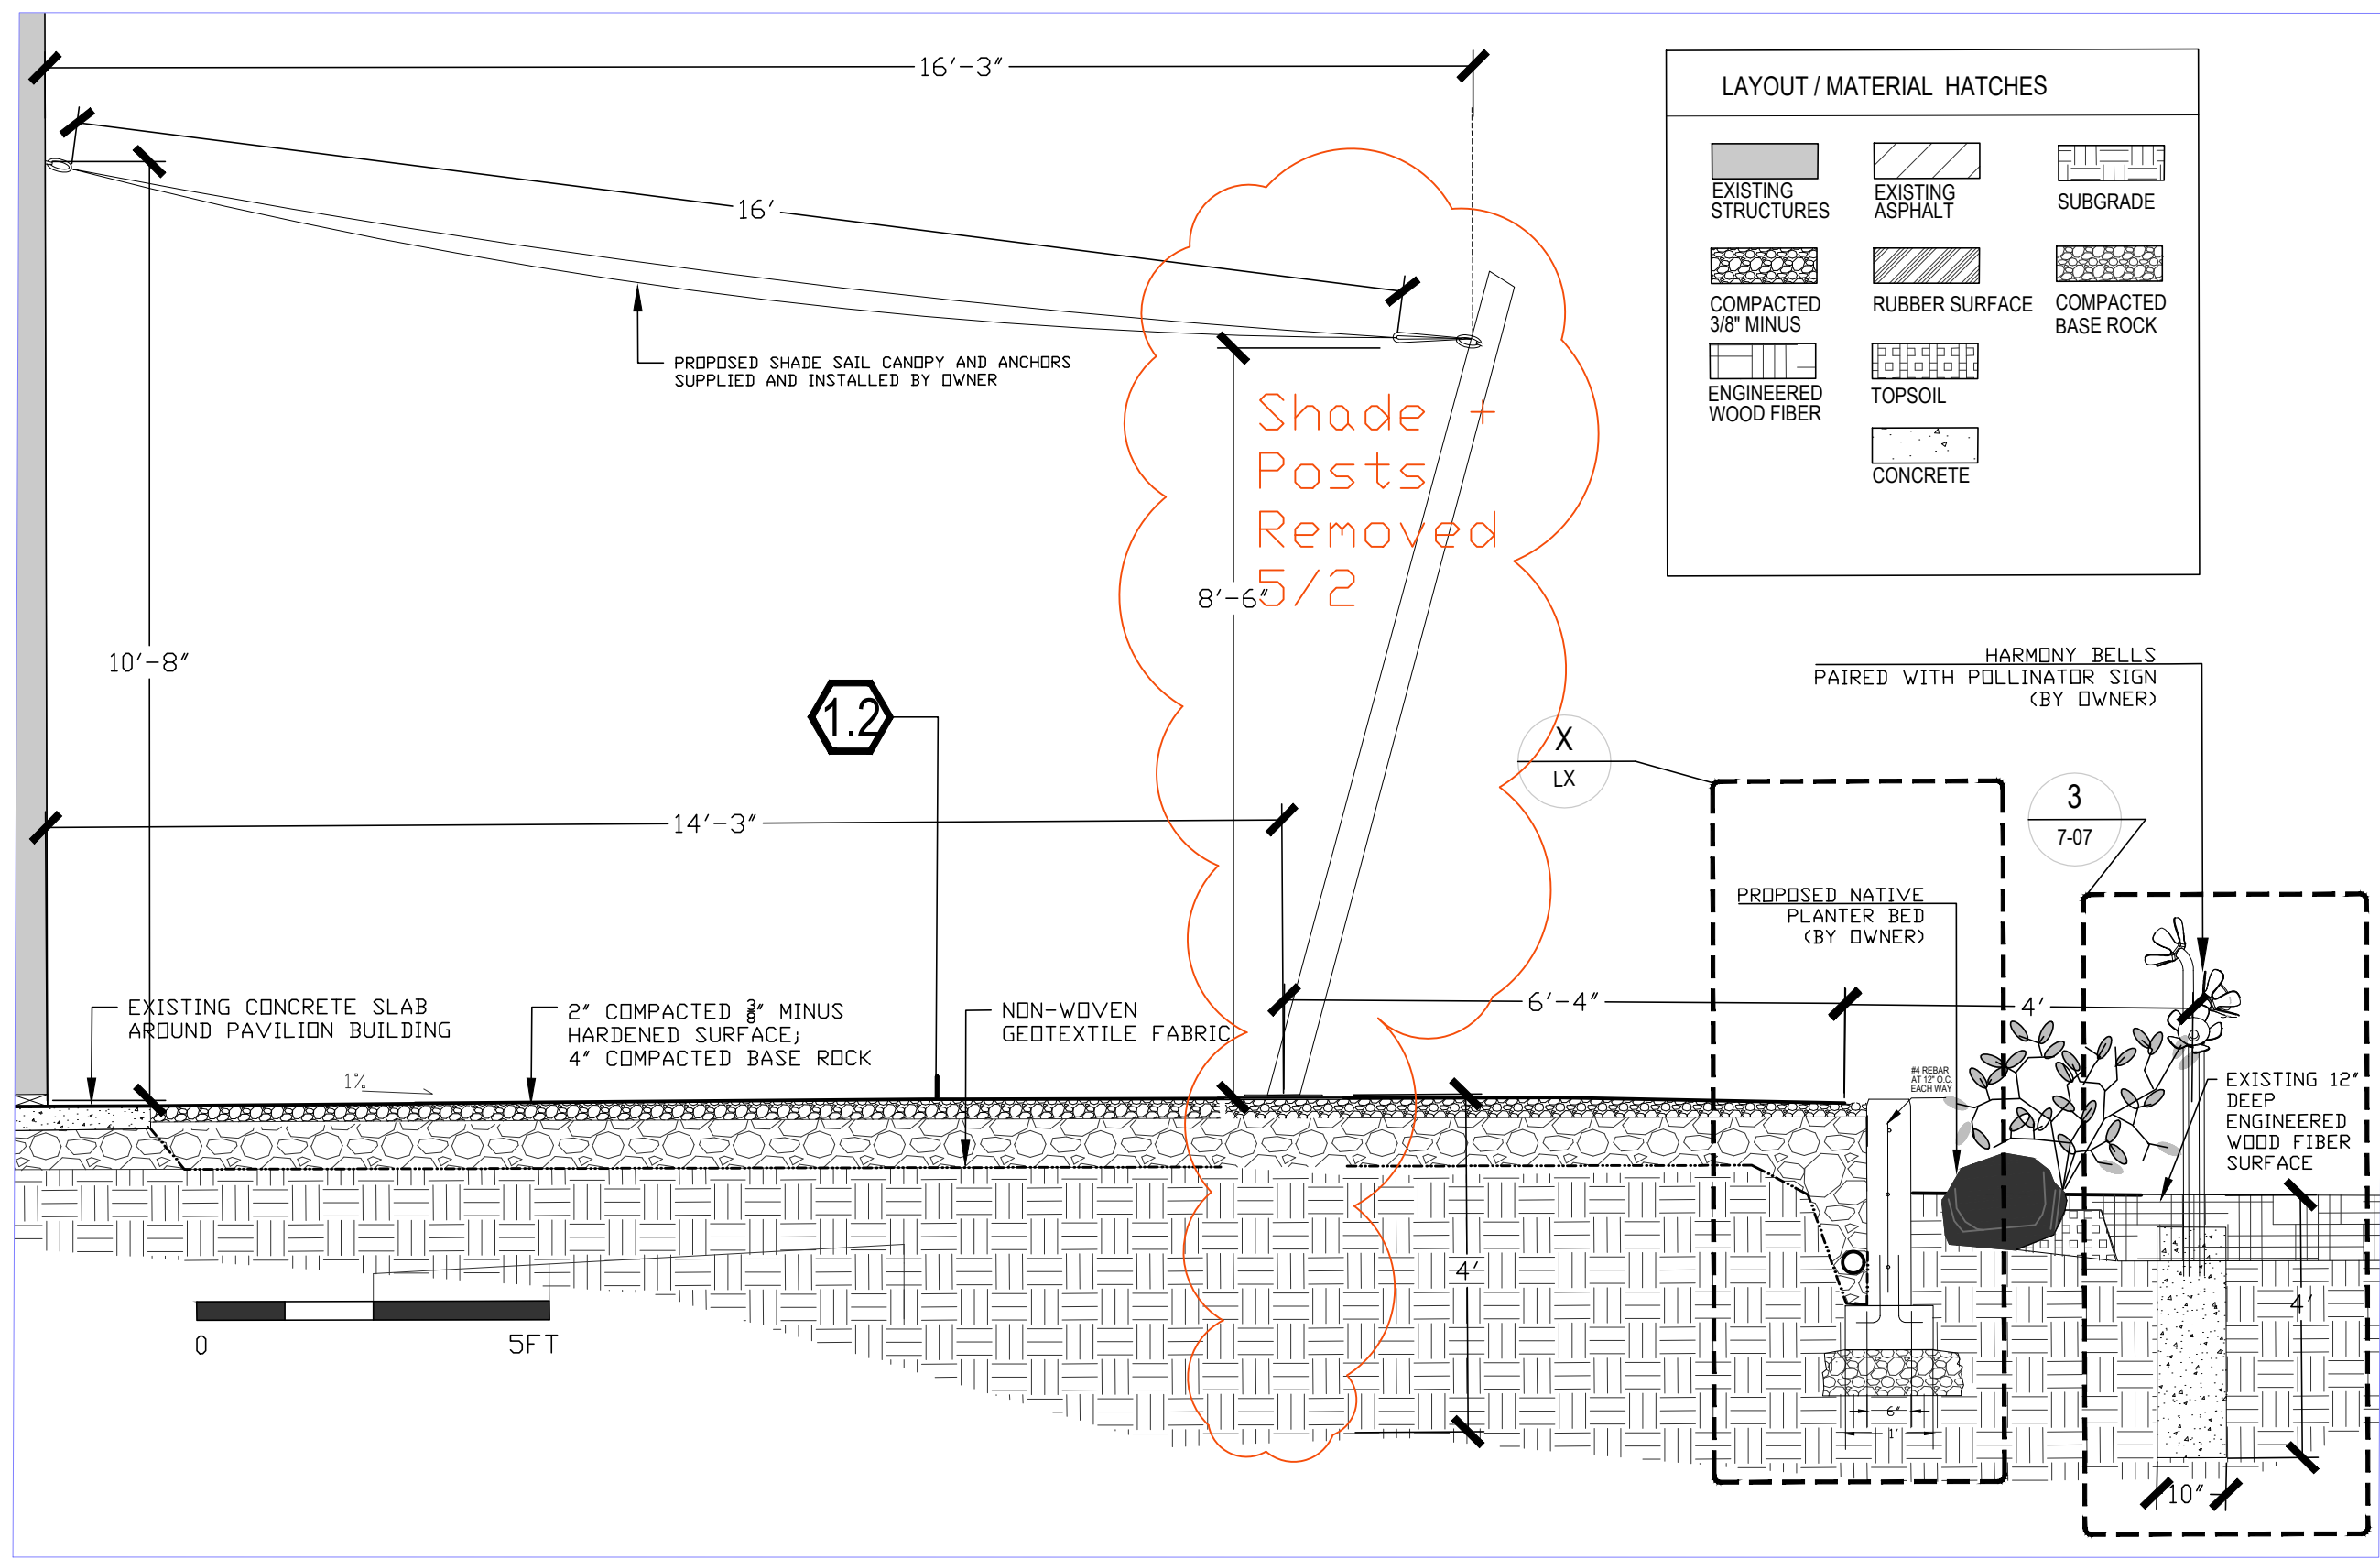 16'-3"
LAYOUT / MATERIAL HATCHES
EXISTING STRUCTURES
EXISTING ASPHALT
SUBGRADE
COMPACTED 3/8" MINUS
RUBBER SURFACE
COMPACTED BASE ROCK
ENGINEERED WOOD FIBER
TOPSOIL
CONCRETE
16'
PROPOSED SHADE SAIL CANOPY AND ANCHORS
SUPPLIED AND INSTALLED BY OWNER
Shade +
Posts
Removed
5/2
8'-6"
10'-8"
1.2
HARMONY BELLS
PAIRED WITH POLLINATOR SIGN
(BY OWNER)
X
LX
3
7-07
14'-3"
PROPOSED NATIVE
PLANTER BED
(BY OWNER)
6'-4"
4'
EXISTING CONCRETE SLAB
AROUND PAVILION BUILDING
2" COMPACTED 3/8" MINUS
HARDENED SURFACE;
4" COMPACTED BASE ROCK
NON-WOVEN
GEOTEXTILE FABRIC
1%
#4 REBAR
AT 12" O.C.
EACH WAY
EXISTING 12"
DEEP
ENGINEERED
WOOD FIBER
SURFACE
4'
4'
0
5FT
6"
1'
10"